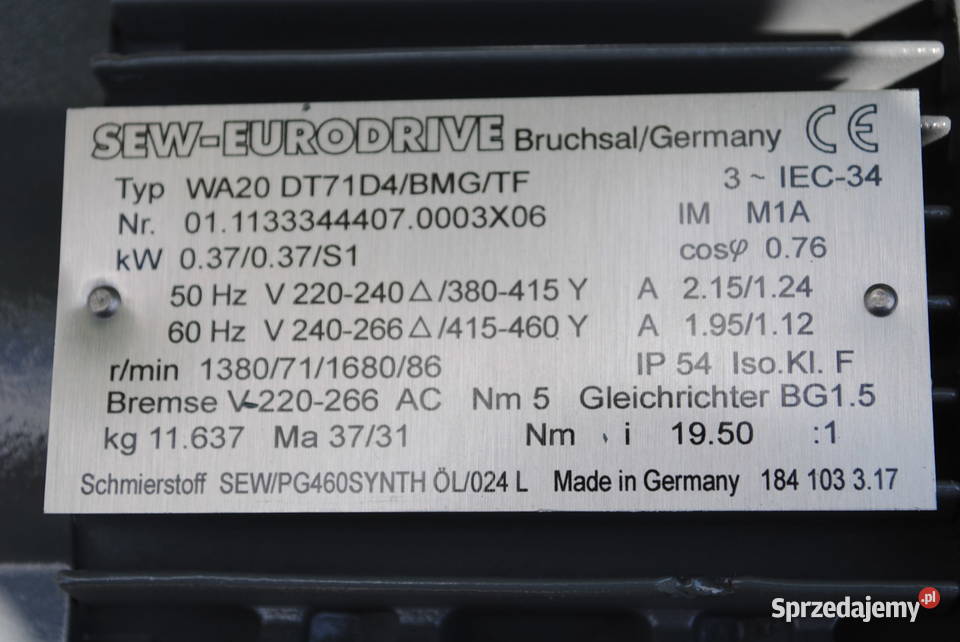 SEW-EURODRIVE Bruchsal/Germany CE
Typ WA20 DT71D4/BMG/TF 3 ~ IEC-34
Nr. 01.1133344407.0003X06 IM M1A
kW 0.37/0.37/S1 cosφ 0.76
50 Hz V 220-240△/380-415 Y A 2.15/1.24
60 Hz V 240-266△/415-460 Y A 1.95/1.12
r/min 1380/71/1680/86 IP 54 Iso.Kl. F
Bremse V 220-266 AC Nm 5 Gleichrichter BG1.5
kg 11.637 Ma 37/31 Nm i 19.50 :1
Schmierstoff SEW/PG460SYNTH ÖL/024 L Made in Germany 184 103 3.17
Sprzedajemy.pl